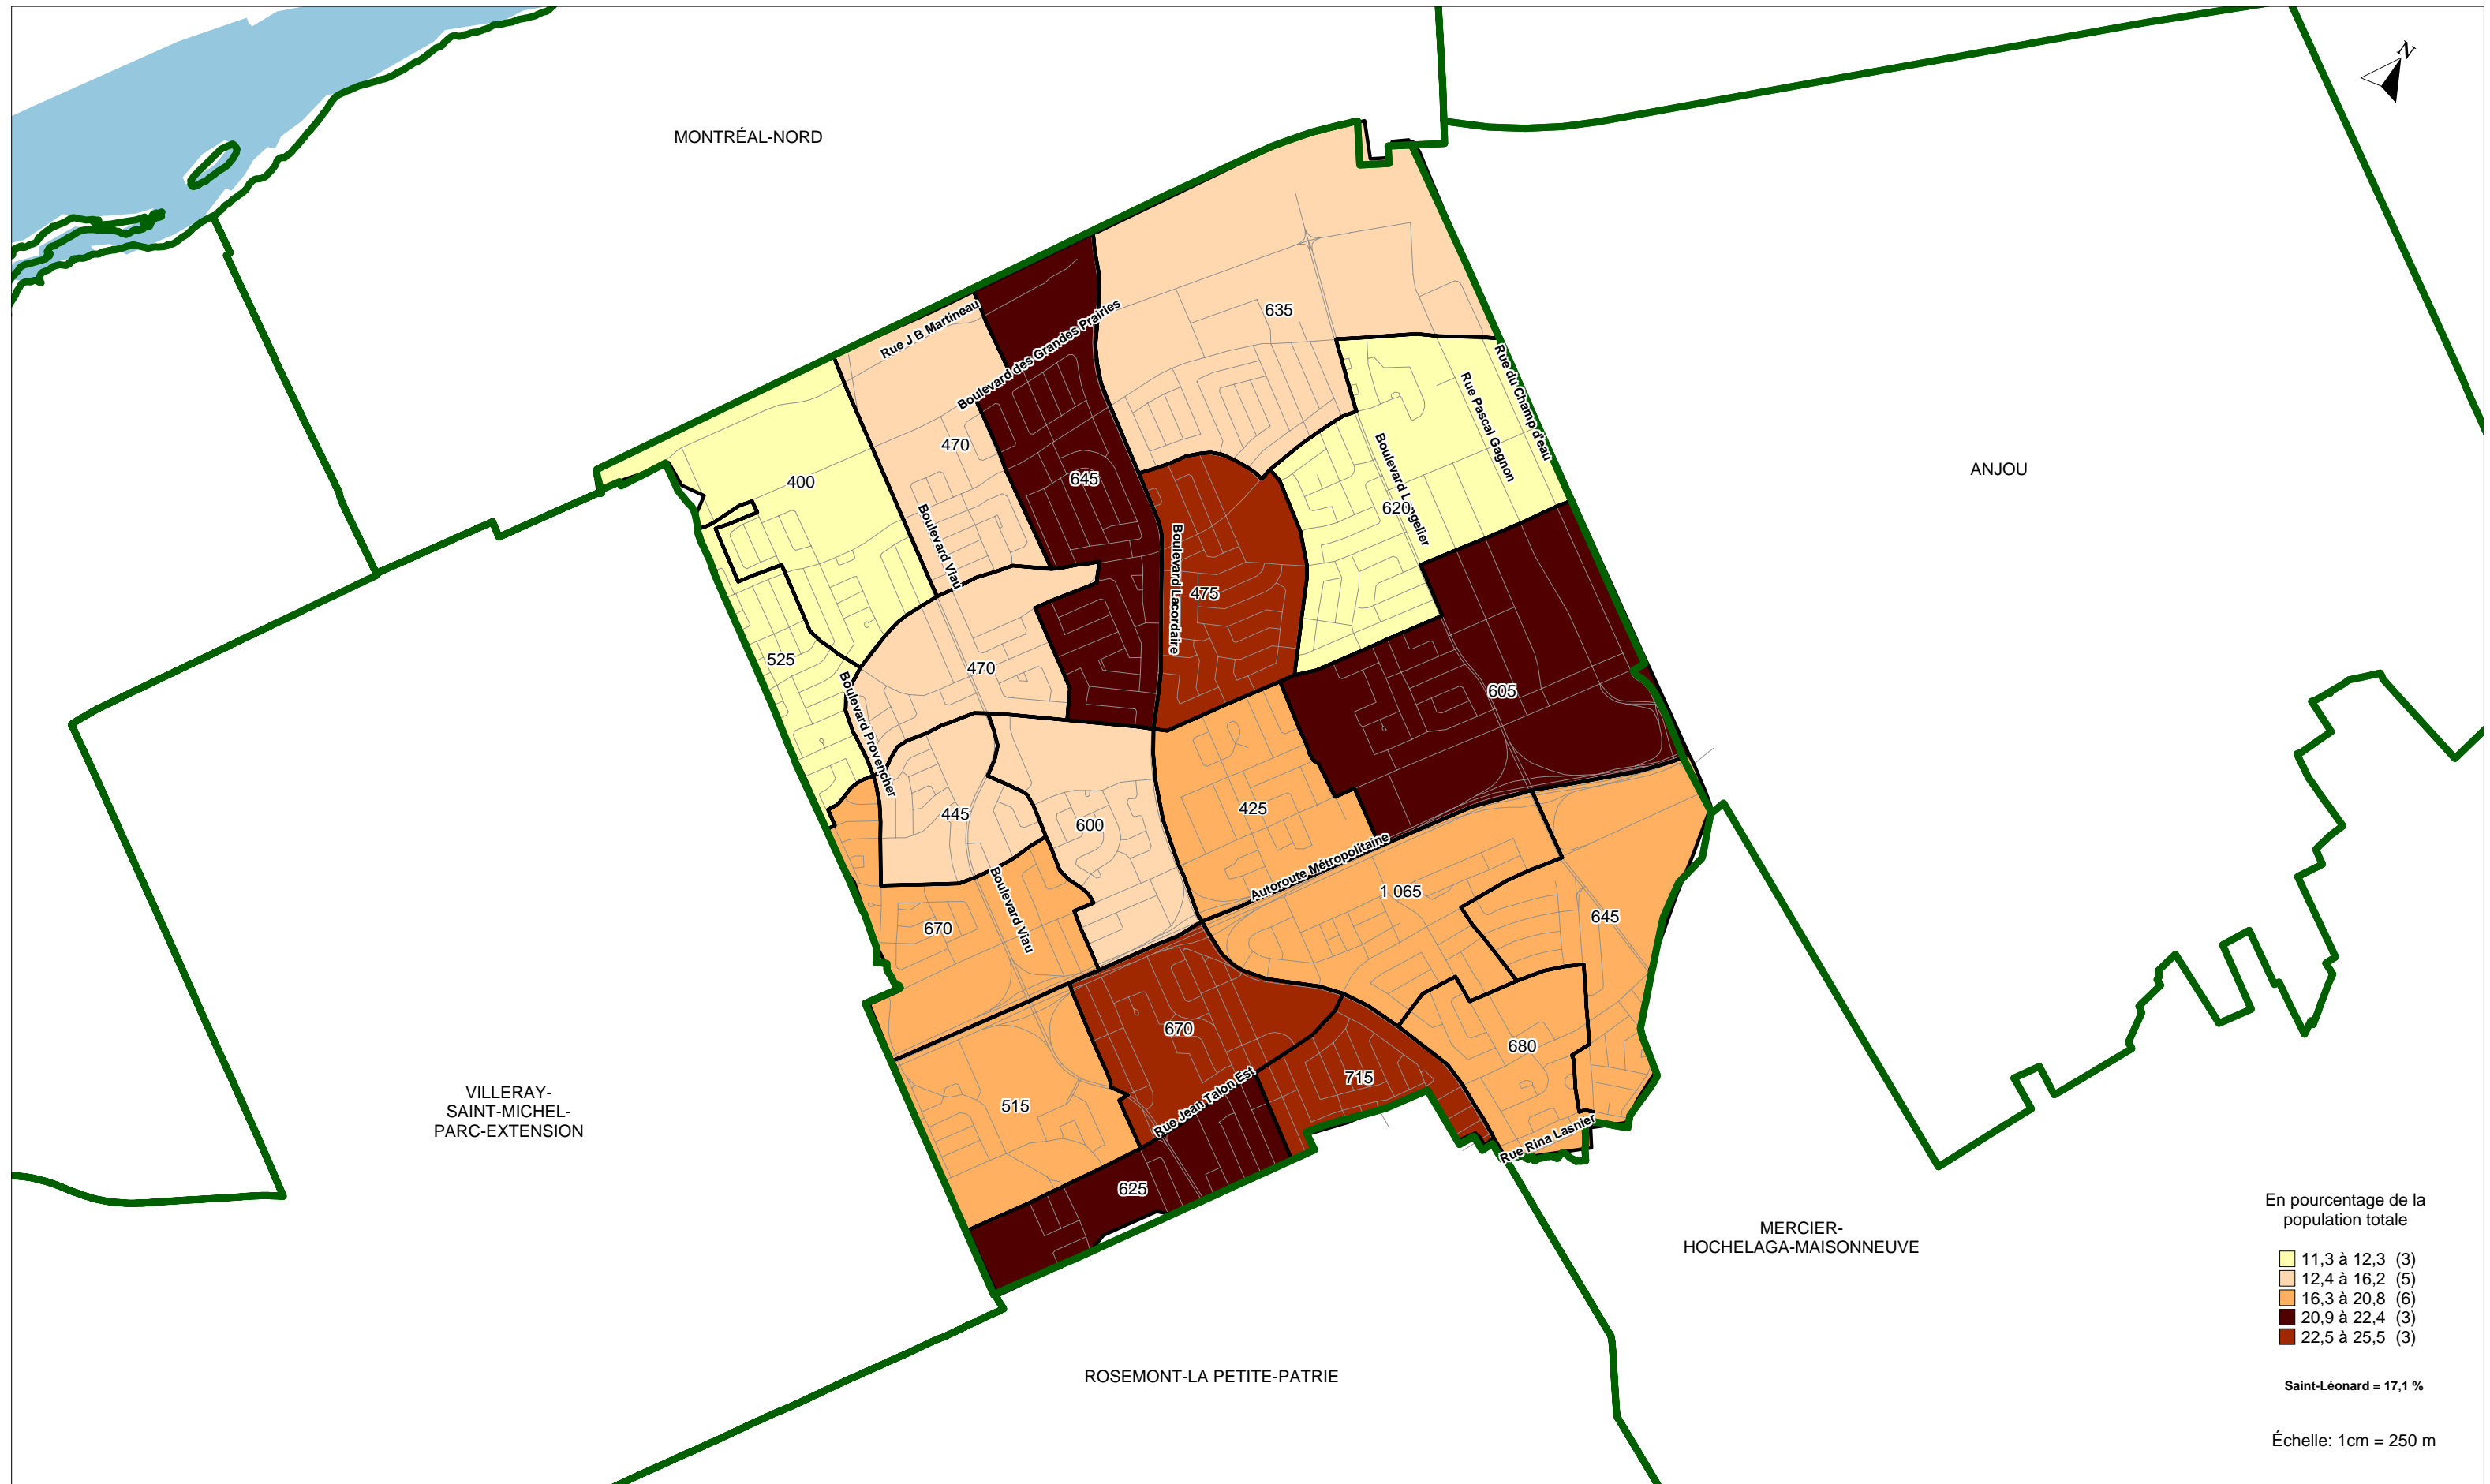 N
MONTRÉAL-NORD
635
Rue J B Martineau
Boulevard des Grandes Prairies
Rue du Champ d'eau
Rue Pascal Gagnon
470
ANJOU
645
400
Boulevard Langelier
620
Boulevard Viau
Boulevard Lacordaire
475
525
470
605
Boulevard Provencher
425
445
600
Autoroute Métropolitaine
1 065
645
Boulevard Viau
670
670
680
715
VILLERAY-
SAINT-MICHEL-
PARC-EXTENSION
515
Rue Jean Talon Est
Rue Rina Lasnier
625
MERCIER-
HOCHELAGA-MAISONNEUVE
ROSEMONT-LA PETITE-PATRIE
En pourcentage de la
population totale
11,3 à 12,3 (3)
12,4 à 16,2 (5)
16,3 à 20,8 (6)
20,9 à 22,4 (3)
22,5 à 25,5 (3)
Saint-Léonard = 17,1 %
Échelle: 1cm = 250 m